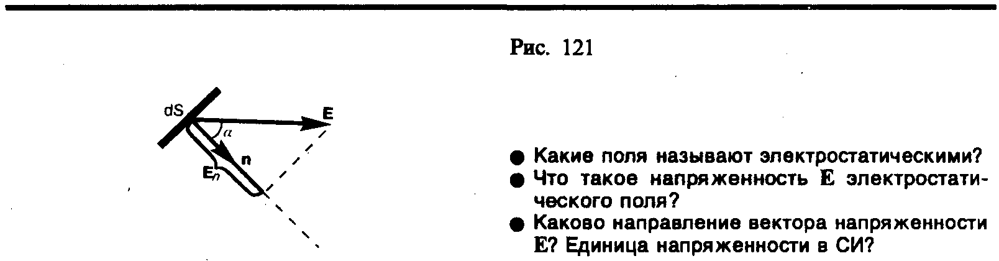 Рис. 121
dS
E
α
n
En
● Какие поля называют электростатическими?
● Что такое напряженность E электростати-
ческого поля?
● Каково направление вектора напряженности
E? Единица напряженности в СИ?